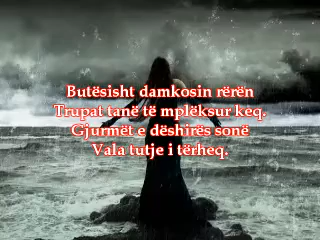 Butësisht damkosin rërën
Trupat tanë të mplëksur keq.
Gjurmët e dëshirës sonë
Vala tutje i tërheq.